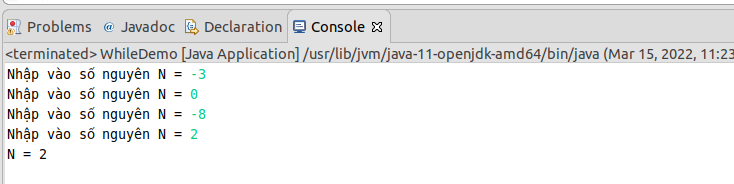 Problems @ Javadoc Declaration Console
<terminated> WhileDemo [Java Application] /usr/lib/jvm/java-11-openjdk-amd64/bin/java (Mar 15, 2022, 11:23
Nhập vào số nguyên N = -3
Nhập vào số nguyên N = 0
Nhập vào số nguyên N = -8
Nhập vào số nguyên N = 2
N = 2